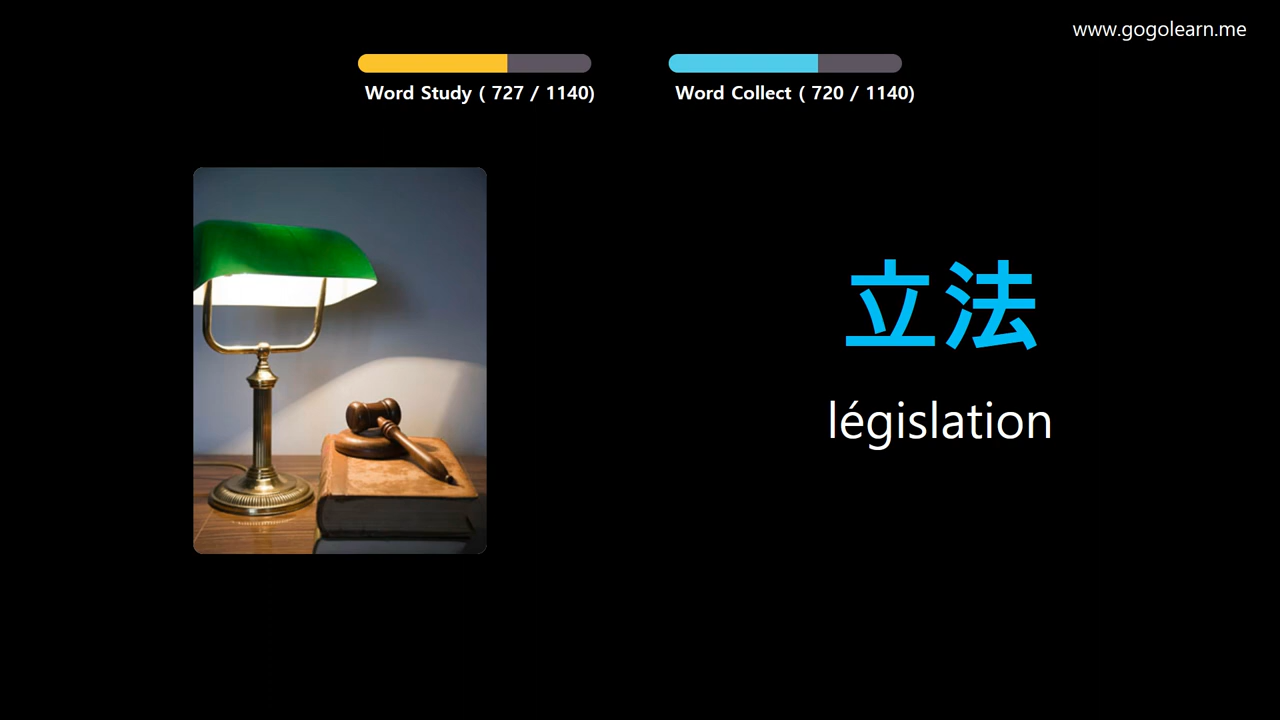 www.gogolearn.me
Word Study ( 727 / 1140)
Word Collect ( 720 / 1140)
立法
législation